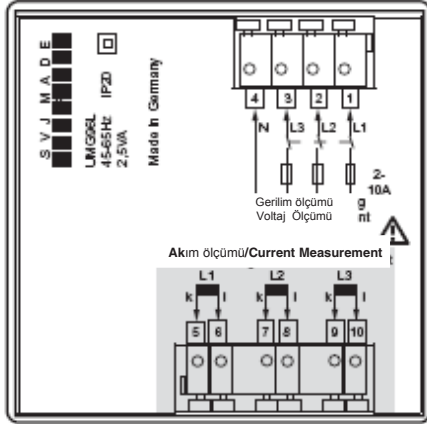 S V J M A D E
UMG96L
45-65Hz IP20
2,5VA
Made in Germany
4 3 2 1
N L3 L2 L1
2-
10A
Gerilim ölçümü
Voltaj Ölçümü
g
nt
Akım ölçümü/Current Measurement
L1 L2 L3
k l k l k l
5 6 7 8 9 10